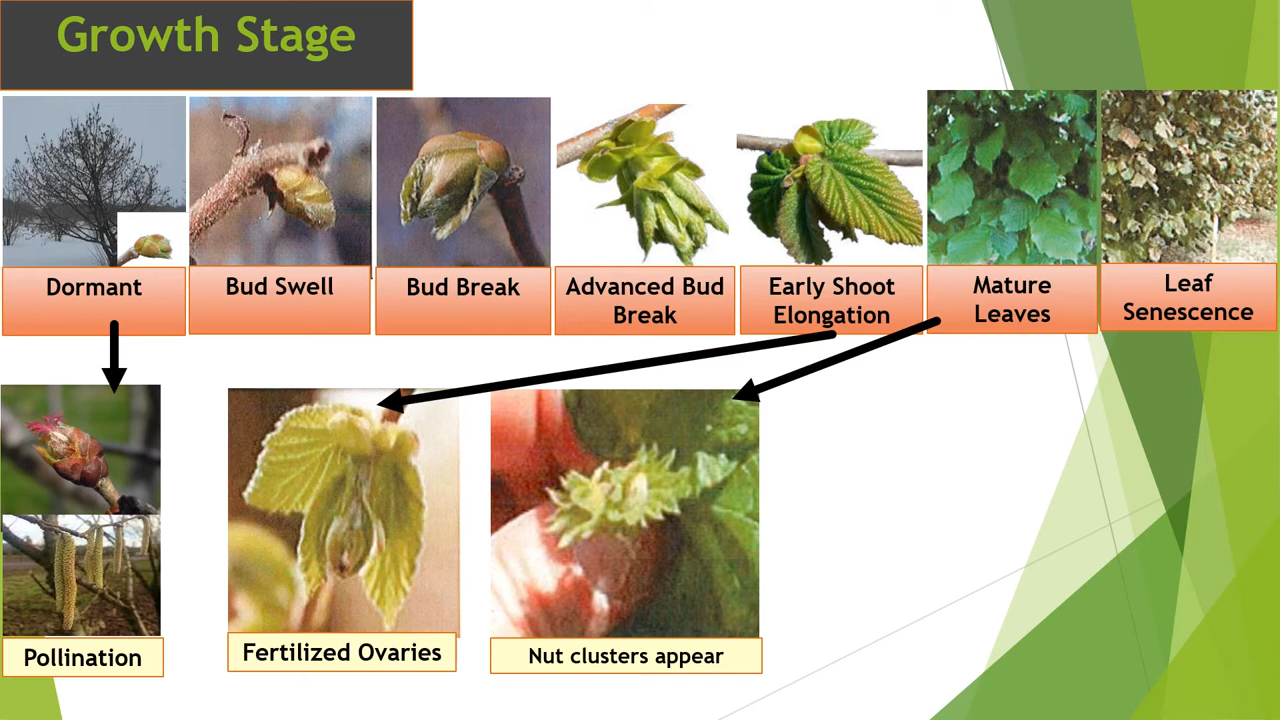 Growth Stage
Dormant
Bud Swell
Bud Break
Advanced Bud
Break
Early Shoot
Elongation
Mature
Leaves
Leaf
Senescence
Pollination
Fertilized Ovaries
Nut clusters appear